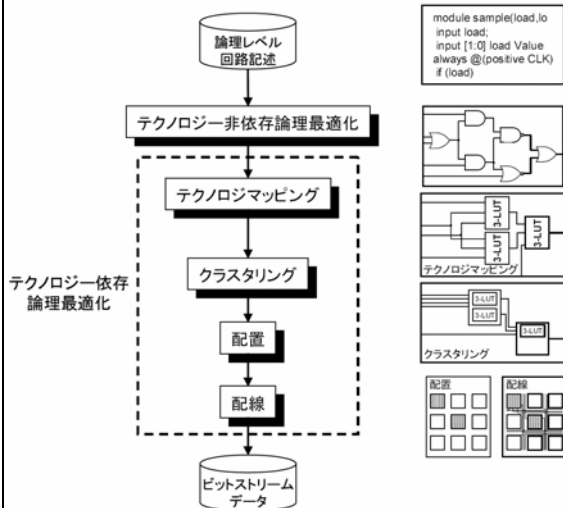 論理レベル
回路記述
テクノロジー非依存論理最適化
テクノロジマッピング
クラスタリング
配置
配線
テクノロジー依存
論理最適化
ビットストリーム
データ
module sample(load,lo
input load;
input [1:0] load Value
always @(positive CLK)
if (load)
3-LUT
3-LUT
3-LUT
テクノロジマッピング
3-LUT
3-LUT
3-LUT
クラスタリング
配置
配線